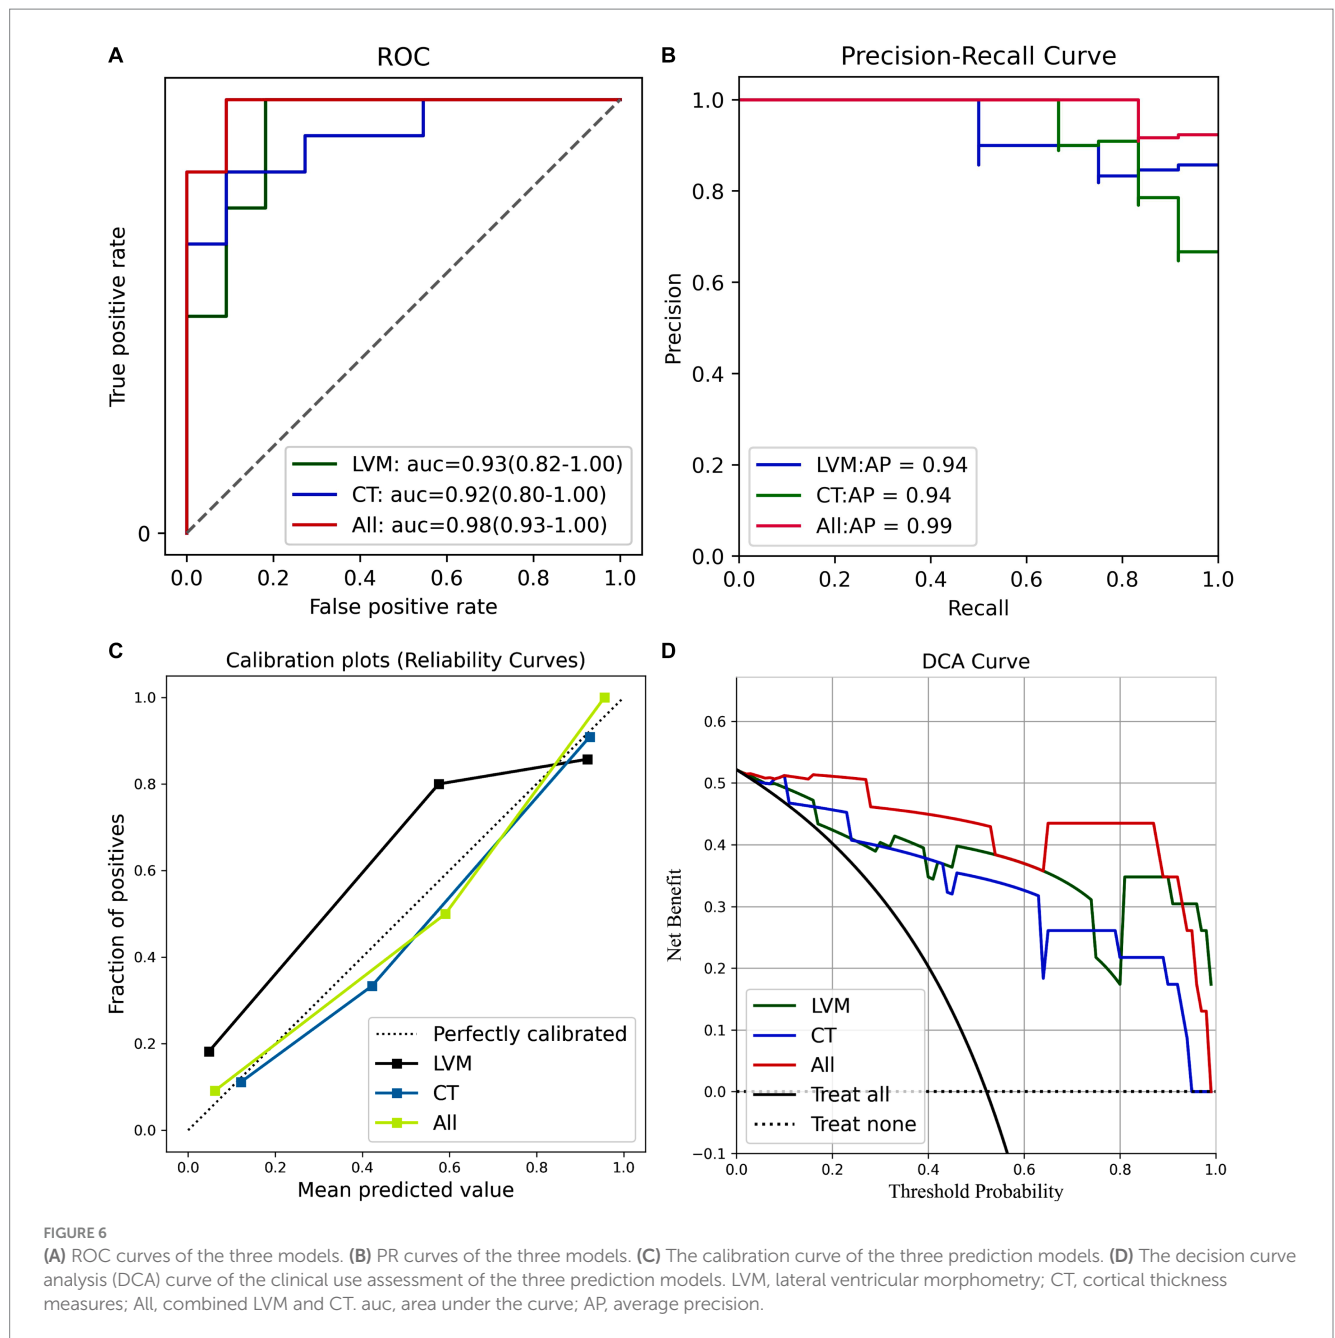 A
ROC
True positive rate
0
0.0 0.2 0.4 0.6 0.8 1.0
False positive rate
LVM: auc=0.93(0.82-1.00)
CT: auc=0.92(0.80-1.00)
All: auc=0.98(0.93-1.00)
B
Precision-Recall Curve
Precision
1.0
0.8
0.6
0.4
0.2
0.0
0.0 0.2 0.4 0.6 0.8 1.0
Recall
LVM:AP = 0.94
CT:AP = 0.94
All:AP = 0.99
C
Calibration plots (Reliability Curves)
Fraction of positives
1.0
0.8
0.6
0.4
0.2
0.0
0.0 0.2 0.4 0.6 0.8 1.0
Mean predicted value
Perfectly calibrated
LVM
CT
All
D
DCA Curve
Net Benefit
0.6
0.5
0.4
0.3
0.2
0.1
0.0
−0.1
0.0 0.2 0.4 0.6 0.8 1.0
Threshold Probability
LVM
CT
All
Treat all
Treat none
FIGURE 6
(A) ROC curves of the three models. (B) PR curves of the three models. (C) The calibration curve of the three prediction models. (D) The decision curve
analysis (DCA) curve of the clinical use assessment of the three prediction models. LVM, lateral ventricular morphometry; CT, cortical thickness
measures; All, combined LVM and CT. auc, area under the curve; AP, average precision.